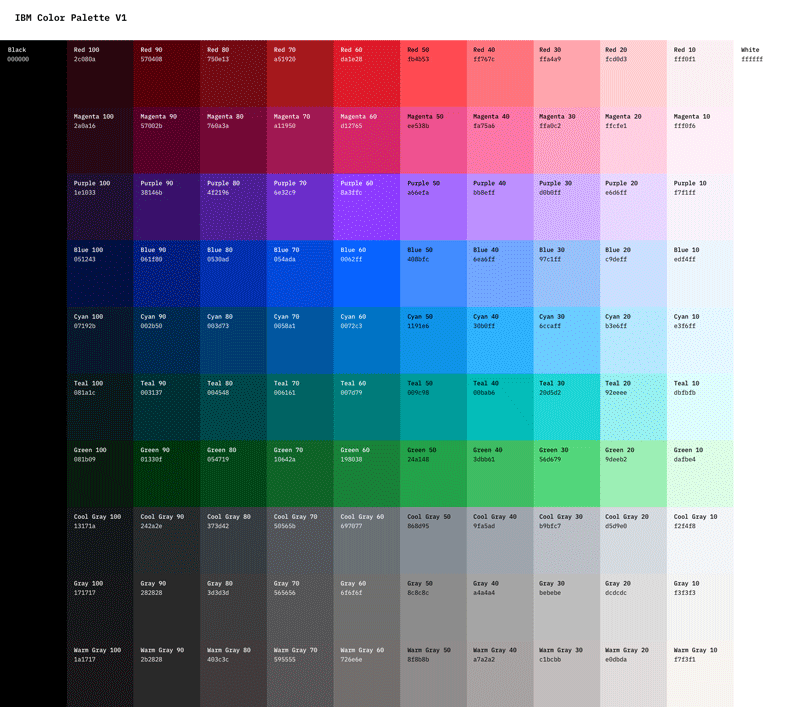 IBM Color Palette V1
Black Red 100 Red 90 Red 80 Red 70 Red 60 Red 50 Red 40 Red 30 Red 20 Red 10 White
000000 2c080a 570408 750e13 a51920 da1e28 fb4b53 ff767c ffa4a9 fcd0d3 fff0f1 ffffff
Magenta 100 Magenta 90 Magenta 80 Magenta 70 Magenta 60 Magenta 50 Magenta 40 Magenta 30 Magenta 20 Magenta 10
2a0a16 57002b 760a3a a11950 d12765 ee538b fa75a6 ffa0c2 ffcfe1 fff0f6
Purple 100 Purple 90 Purple 80 Purple 70 Purple 60 Purple 50 Purple 40 Purple 30 Purple 20 Purple 10
1e1033 38146b 4f2196 6e32c9 8a3ffc a66efa bb8eff d0b0ff e6d6ff f7f1ff
Blue 100 Blue 90 Blue 80 Blue 70 Blue 60 Blue 50 Blue 40 Blue 30 Blue 20 Blue 10
051243 061f80 0530ad 054ada 0062ff 408bfc 6ea6ff 97c1ff c9deff edf4ff
Cyan 100 Cyan 90 Cyan 80 Cyan 70 Cyan 60 Cyan 50 Cyan 40 Cyan 30 Cyan 20 Cyan 10
07192b 002b50 003d73 0058a1 0072c3 1191e6 30b0ff 6ccaff b3e6ff e3f6ff
Teal 100 Teal 90 Teal 80 Teal 70 Teal 60 Teal 50 Teal 40 Teal 30 Teal 20 Teal 10
081a1c 003137 004548 006161 007d79 009c98 00bab6 20d5d2 92eeee dbfbfb
Green 100 Green 90 Green 80 Green 70 Green 60 Green 50 Green 40 Green 30 Green 20 Green 10
081b09 01330f 054719 10642a 198038 24a148 3dbb61 56d679 9deeb2 dafbe4
Cool Gray 100 Cool Gray 90 Cool Gray 80 Cool Gray 70 Cool Gray 60 Cool Gray 50 Cool Gray 40 Cool Gray 30 Cool Gray 20 Cool Gray 10
13171a 242a2e 373d42 50565b 697077 868d95 9fa5ad b9bfc7 d5d9e0 f2f4f8
Gray 100 Gray 90 Gray 80 Gray 70 Gray 60 Gray 50 Gray 40 Gray 30 Gray 20 Gray 10
171717 282828 3d3d3d 565656 6f6f6f 8c8c8c a4a4a4 bebebe dcdcdc f3f3f3
Warm Gray 100 Warm Gray 90 Warm Gray 80 Warm Gray 70 Warm Gray 60 Warm Gray 50 Warm Gray 40 Warm Gray 30 Warm Gray 20 Warm Gray 10
1a1717 2b2828 403c3c 595555 726e6e 8f8b8b a7a2a2 c1bcbb e0dbda f7f3f1